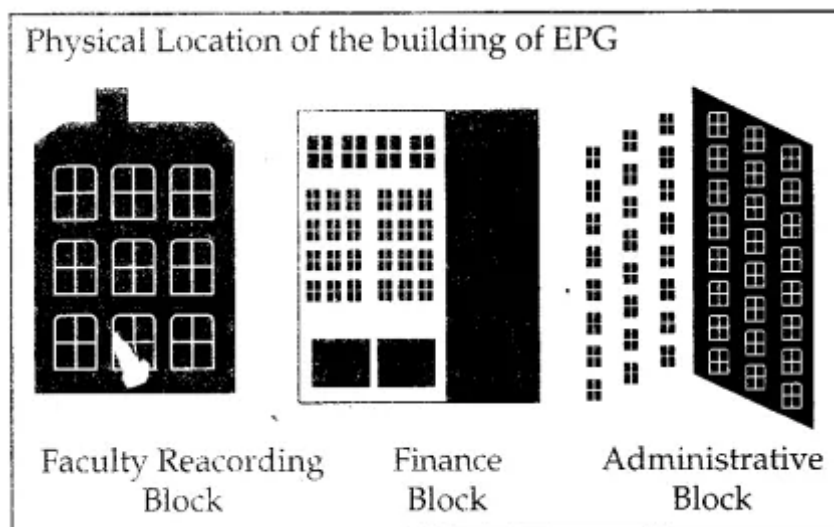 Physical Location of the building of EPG
Faculty Reacording
Block
Finance
Block
Administrative
Block